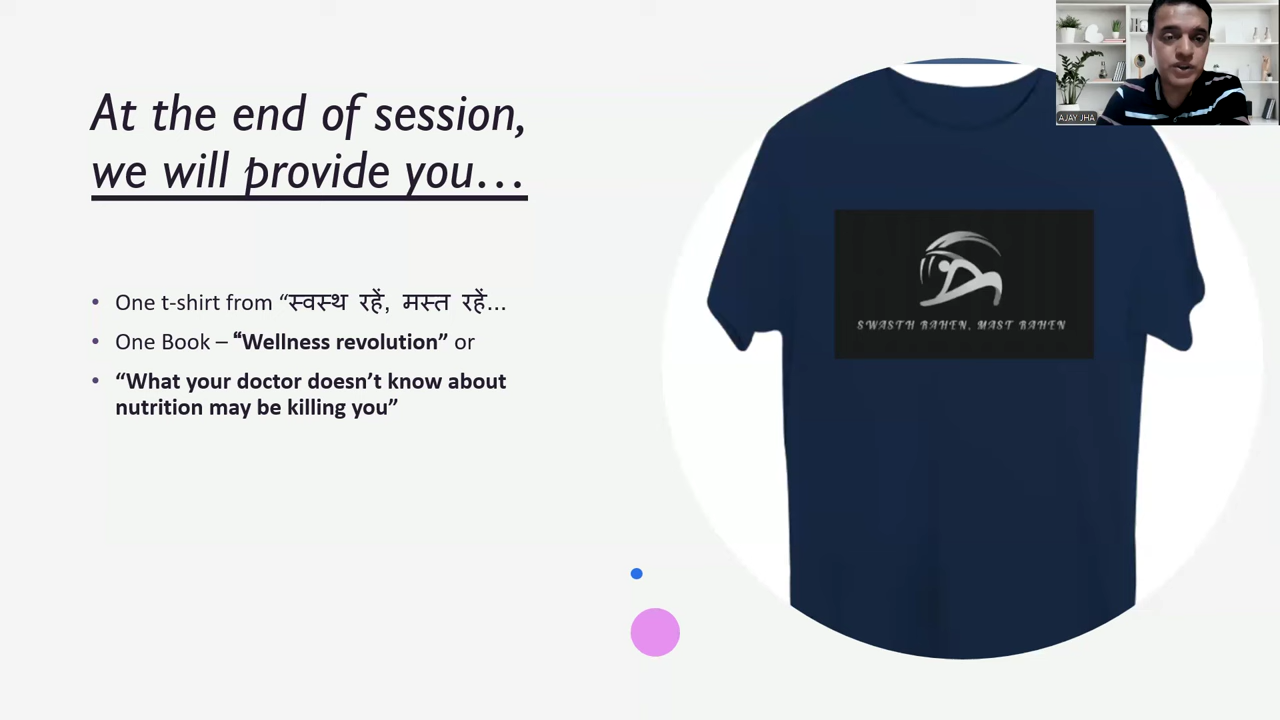 At the end of session,
we will provide you...
• One t-shirt from “स्वस्थ रहें, मस्त रहें...
• One Book – “Wellness revolution” or
• “What your doctor doesn’t know about
nutrition may be killing you”
SWASTH RAHEN, MAST RAHEN
AJAY JHA